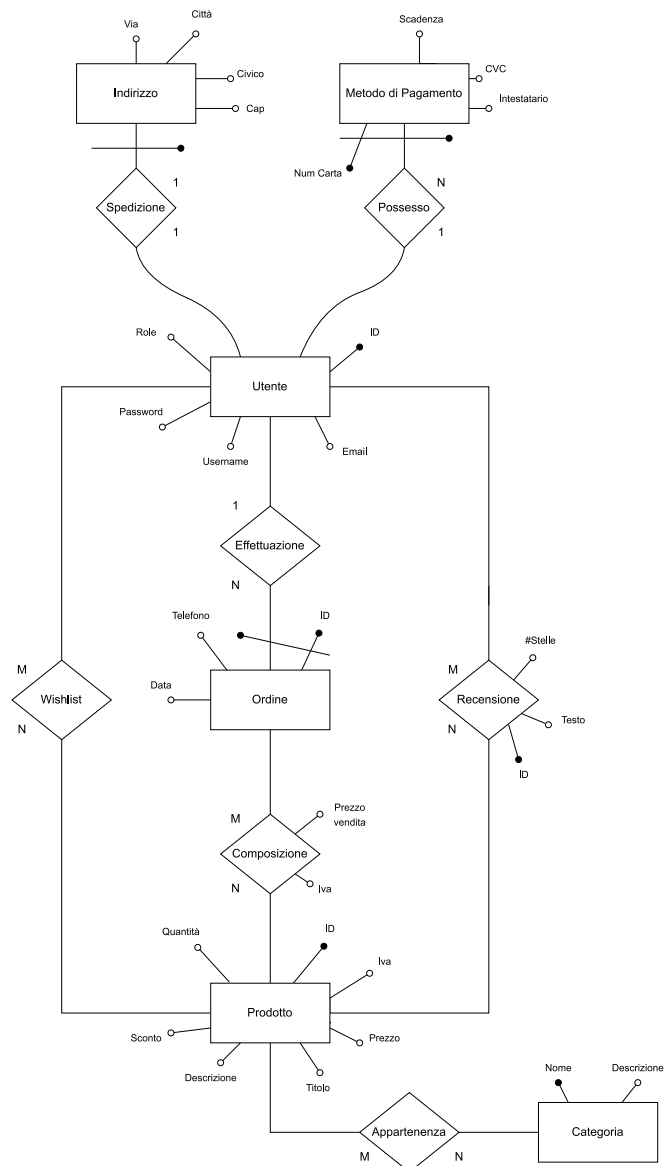 Città
Scadenza
Via
CVC
Civico
Indirizzo
Metodo di Pagamento
Intestatario
Cap
Num Carta
1
N
Spedizione
Possesso
1
1
Role
ID
Utente
Password
Username
Email
1
Effettuazione
N
Telefono
ID
#Stelle
M
M
Data
Ordine
Wishlist
Recensione
Testo
N
N
ID
Prezzo
vendita
M
Composizione
N
Iva
Quantità
ID
Iva
Prodotto
Sconto
Prezzo
Descrizione
Titolo
Nome
Descrizione
Appartenenza
Categoria
M
N